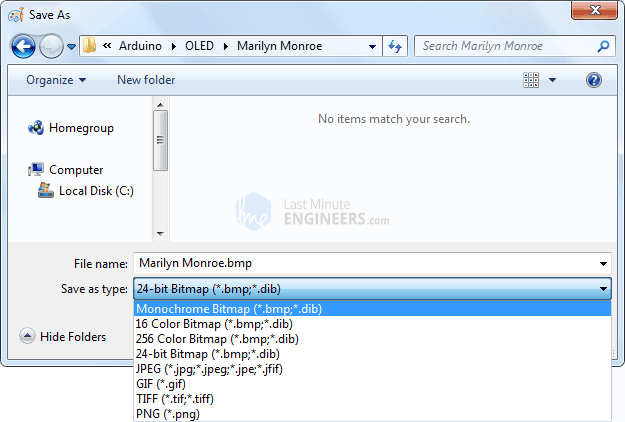 Save As
Arduino OLED Marilyn Monroe
Search Marilyn Monroe
Organize New folder
Homegroup
Computer
Local Disk (C:)
No items match your search.
Last Minute
ENGINEERS.com
File name: Marilyn Monroe.bmp
Save as type: 24-bit Bitmap (*.bmp;*.dib)
Monochrome Bitmap (*.bmp;*.dib)
16 Color Bitmap (*.bmp;*.dib)
256 Color Bitmap (*.bmp;*.dib)
24-bit Bitmap (*.bmp;*.dib)
JPEG (*.jpg;*.jpeg;*.jpe;*.jfif)
GIF (*.gif)
TIFF (*.tif;*.tiff)
PNG (*.png)
Hide Folders